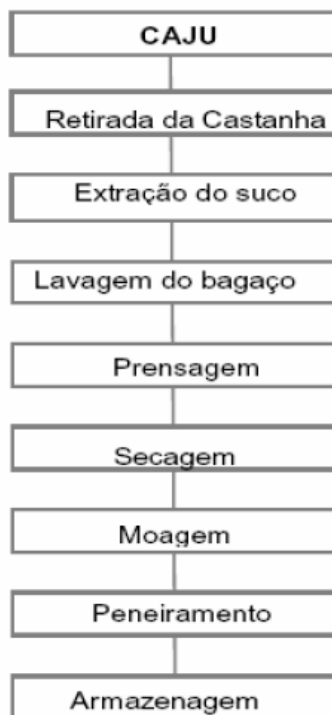 CAJU
Retirada da Castanha
Extração do suco
Lavagem do bagaço
Prensagem
Secagem
Moagem
Peneiramento
Armazenagem